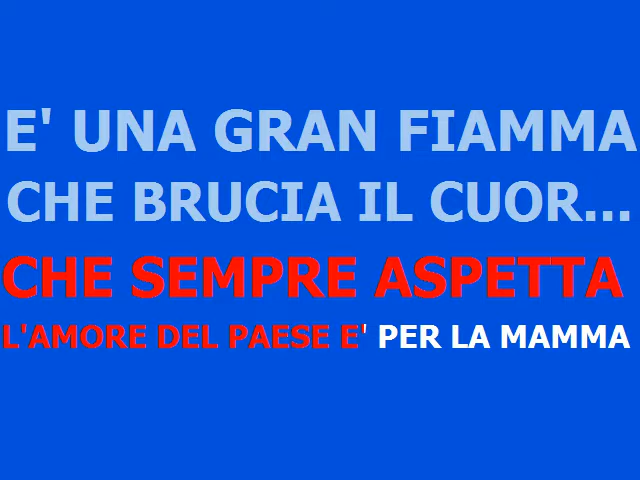 E' UNA GRAN FIAMMA
CHE BRUCIA IL CUOR...
CHE SEMPRE ASPETTA
L'AMORE DEL PAESE E' PER LA MAMMA